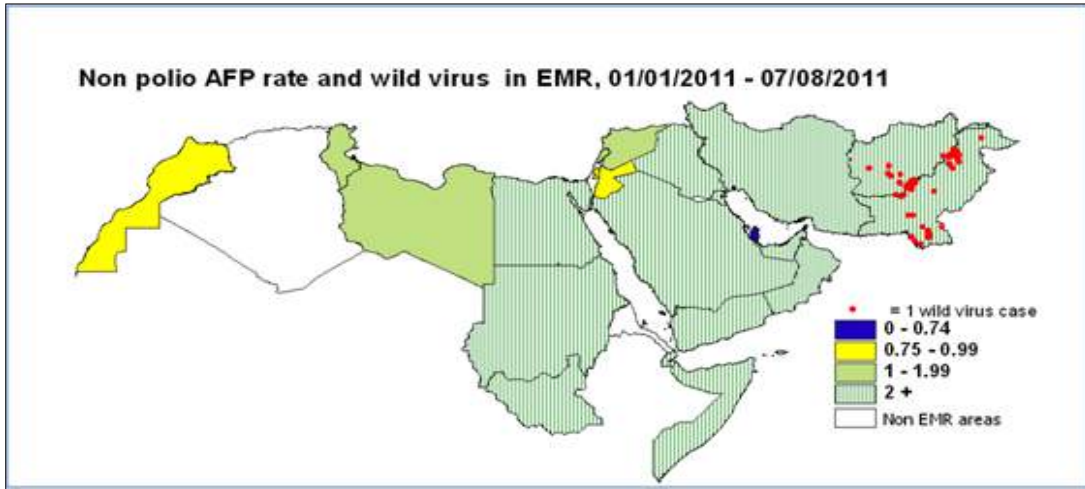 Non polio AFP rate and wild virus in EMR, 01/01/2011 - 07/08/2011
= 1 wild virus case
0 - 0.74
0.75 - 0.99
1 - 1.99
2 +
Non EMR areas